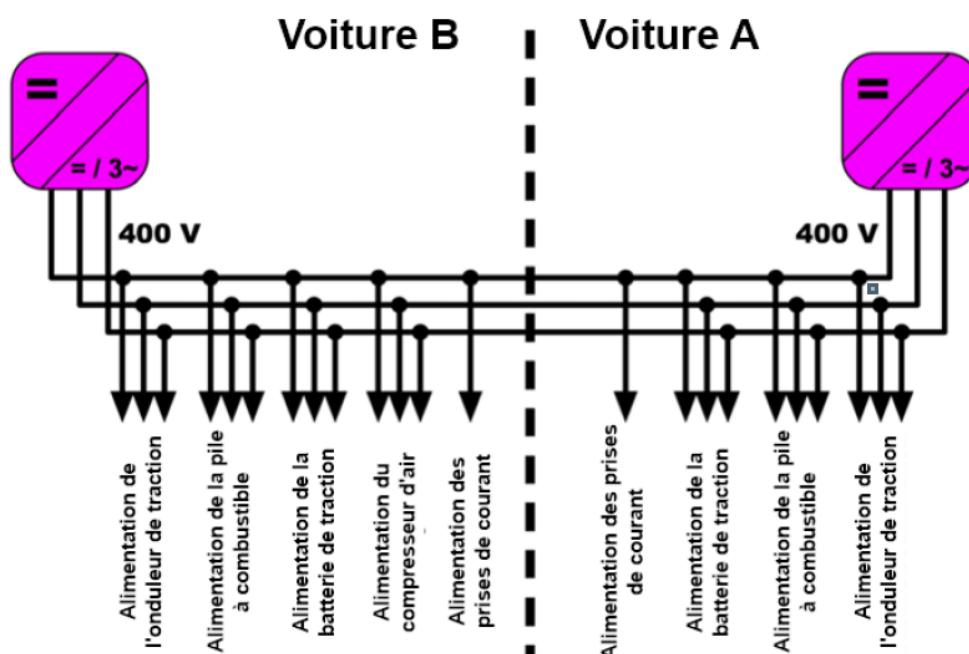 Voiture B
Voiture A
=
= / 3~
=
= / 3~
400 V
400 V
Alimentation de
l'onduleur de traction
Alimentation de la pile
à combustible
Alimentation de la
batterie de traction
Alimentation du
compresseur d'air
Alimentation des
prises de courant
Alimentation des prises
de courant
Alimentation de la
batterie de traction
Alimentation de la pile
à combustible
Alimentation de
l'onduleur de traction